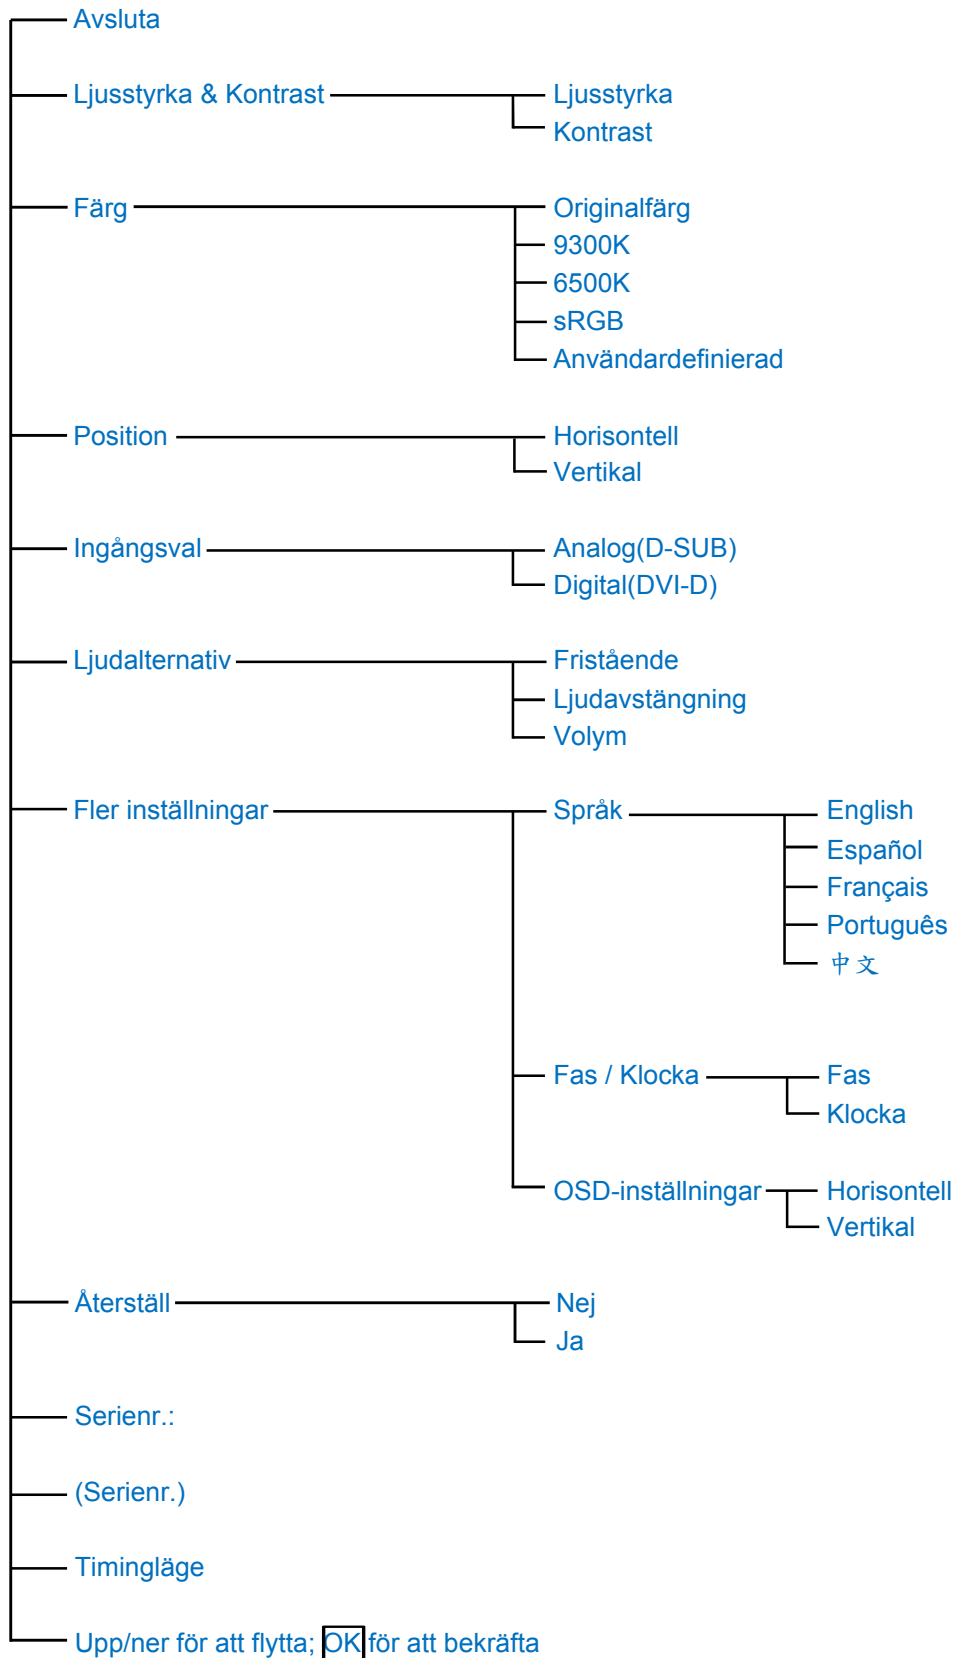 Avsluta
Ljusstyrka & Kontrast
Ljusstyrka
Kontrast
Färg
Originalfärg
9300K
6500K
sRGB
Användardefinierad
Position
Horisontell
Vertikal
Ingångsval
Analog(D-SUB)
Digital(DVI-D)
Ljudalternativ
Fristående
Ljudavstängning
Volym
Fler inställningar
Språk
English
Español
Français
Português
中文
Fas / Klocka
Fas
Klocka
OSD-inställningar
Horisontell
Vertikal
Återställ
Nej
Ja
Serienr.:
(Serienr.)
Timingläge
Upp/ner för att flytta; OK för att bekräfta